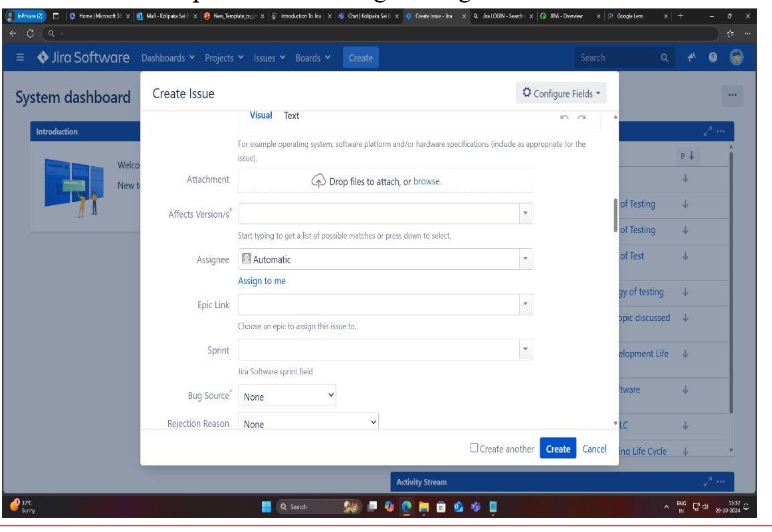 InPrivate
Home | Microsoft 3
Mall - Kolipaka Sai
New_Template_to_
Introduction to Jira
Chat | Kolipaka Sai
Create Issue - Jira
Jira LOGIN - Search
JIRA - Overview
Google Lens
Jira Software Dashboards Projects Issues Boards Create Search
System dashboard
Introduction
Welco
New t
Create Issue
Configure Fields
Visual Text
For example operating system, software platform and/or hardware specifications (include as appropriate for the
issue).
Attachment Drop files to attach, or browse.
Affects Version/s*
Start typing to get a list of possible matches or press down to select.
Assignee Automatic
Assign to me
Epic Link
Choose an epic to assign this issue to.
Sprint
Jira Software sprint field
Bug Source* None
Rejection Reason None
Create another Create Cancel
P
of Testing
of Testing
of Test
gy of testing
opic discussed
elopment Life
ftware
LC
ing Life Cycle
Activity Stream
32°C
Sunny
Search
ENG
IN
15:37
29-10-2024